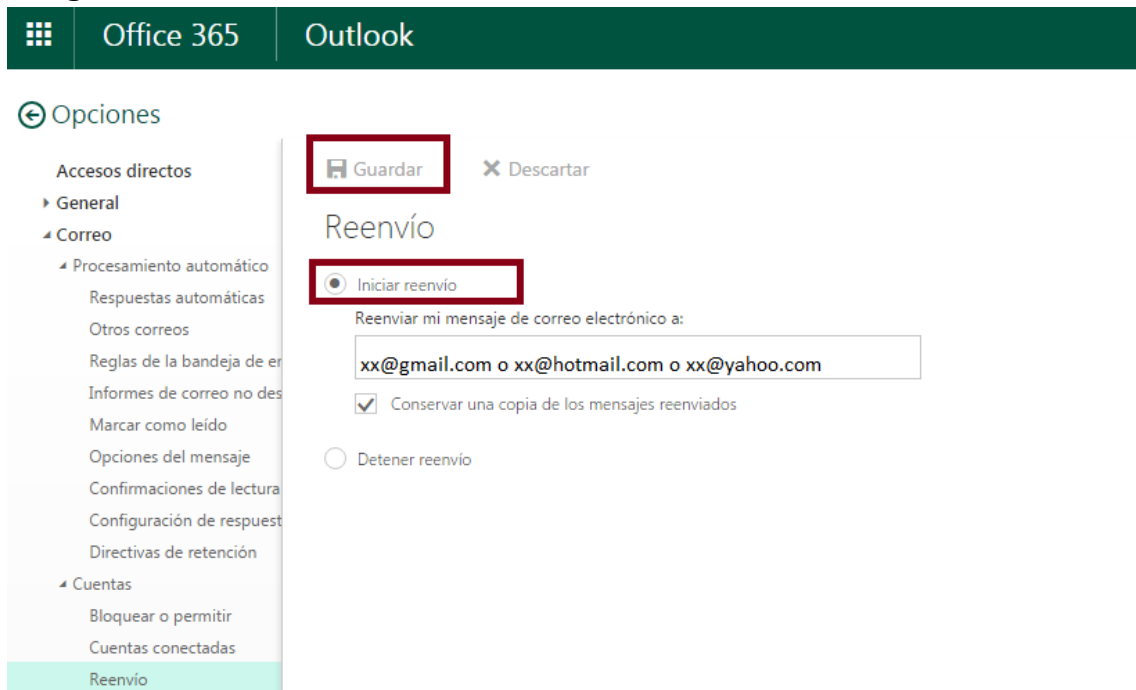 Office 365 Outlook
Opciones
Accesos directos
General
Correo
Procesamiento automático
Respuestas automáticas
Otros correos
Reglas de la bandeja de er
Informes de correo no des
Marcar como leído
Opciones del mensaje
Confirmaciones de lectura
Configuración de respuest
Directivas de retención
Cuentas
Bloquear o permitir
Cuentas conectadas
Reenvío
Guardar Descartar
Reenvío
Iniciar reenvío
Reenviar mi mensaje de correo electrónico a:
xx@gmail.com o xx@hotmail.com o xx@yahoo.com
Conservar una copia de los mensajes reenviados
Detener reenvío